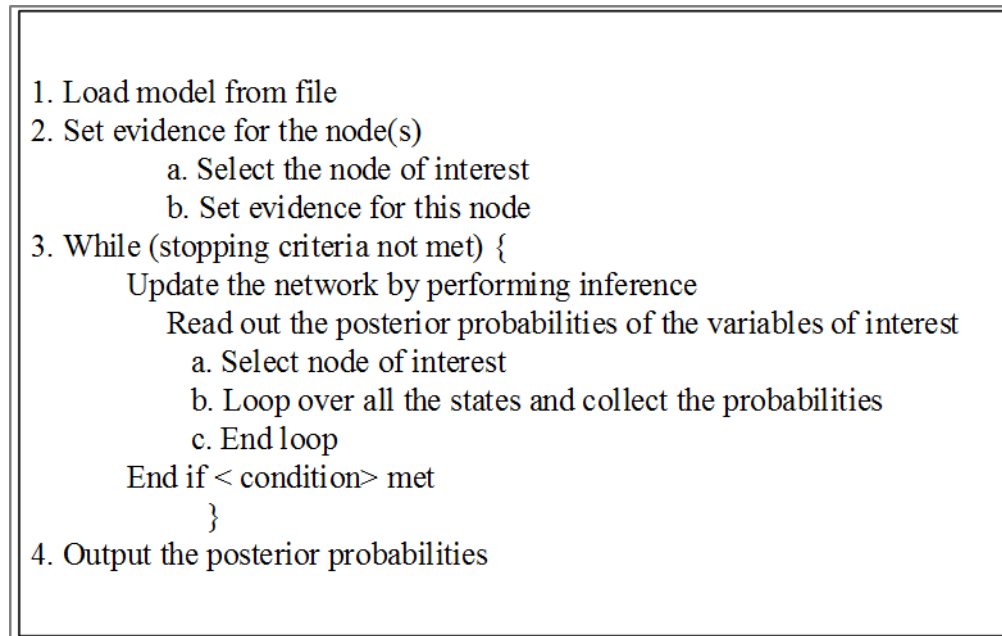 1. Load model from file
2. Set evidence for the node(s)
a. Select the node of interest
b. Set evidence for this node
3. While (stopping criteria not met) {
Update the network by performing inference
Read out the posterior probabilities of the variables of interest
a. Select node of interest
b. Loop over all the states and collect the probabilities
c. End loop
End if < condition> met
}
4. Output the posterior probabilities